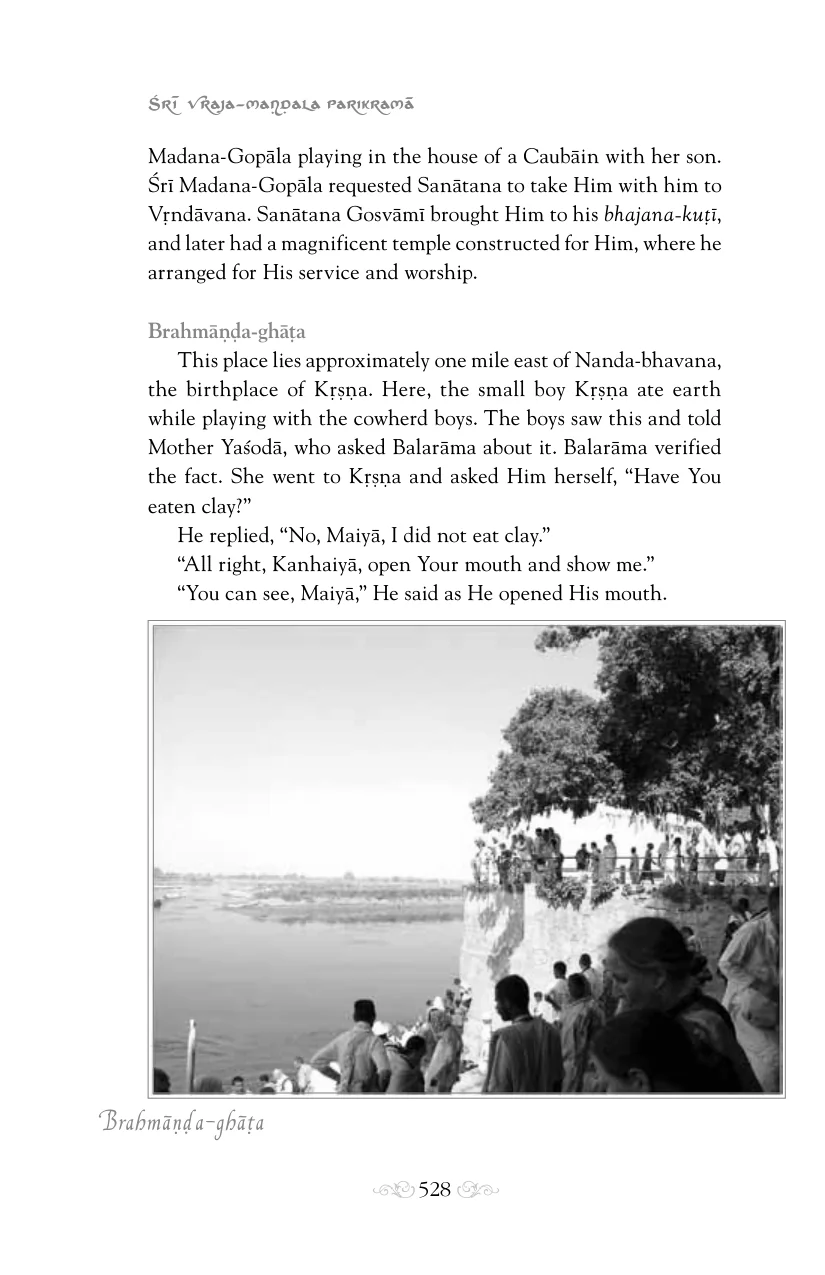 Śrī Vraja-maṇḍala Parikramā
Madana-Gopāla playing in the house of a Caubāin with her son.
Śrī Madana-Gopāla requested Sanātana to take Him with him to
Vṛndāvana. Sanātana Gosvāmī brought Him to his bhajana-kuṭī,
and later had a magnificent temple constructed for Him, where he
arranged for His service and worship.
Brahmāṇḍa-ghāṭa
This place lies approximately one mile east of Nanda-bhavana,
the birthplace of Kṛṣṇa. Here, the small boy Kṛṣṇa ate earth
while playing with the cowherd boys. The boys saw this and told
Mother Yaśodā, who asked Balarāma about it. Balarāma verified
the fact. She went to Kṛṣṇa and asked Him herself, “Have You
eaten clay?”
He replied, “No, Maiyā, I did not eat clay.”
“All right, Kanhaiyā, open Your mouth and show me.”
“You can see, Maiyā,” He said as He opened His mouth.
Brahmāṇḍa-ghāṭa
528